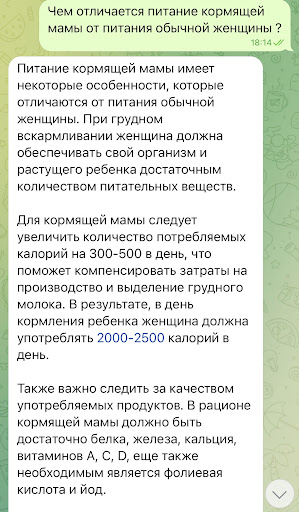 Чем отличается питание кормящей
мамы от питания обычной женщины ?
18:14
Питание кормящей мамы имеет
некоторые особенности, которые
отличаются от питания обычной
женщины. При грудном
вскармливании женщина должна
обеспечивать свой организм и
растущего ребенка достаточным
количеством питательных веществ.
Для кормящей мамы следует
увеличить количество потребляемых
калорий на 300-500 в день, что
поможет компенсировать затраты на
производство и выделение грудного
молока. В результате, в день
кормления ребенка женщина должна
употреблять 2000-2500 калорий в
день.
Также важно следить за качеством
употребляемых продуктов. В рационе
кормящей мамы должно быть
достаточно белка, железа, кальция,
витаминов A, C, D, еще также
необходимым является фолиевая
кислота и йод.